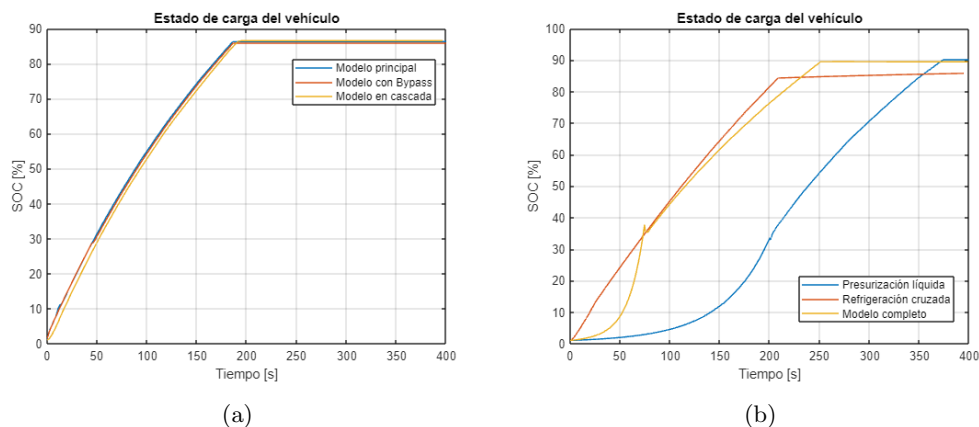 Estado de carga del vehículo
SOC [%]
90
80
70
60
50
40
30
20
10
0
0 50 100 150 200 250 300 350 400
Tiempo [s]
Modelo principal
Modelo con Bypass
Modelo en cascada
(a)
Estado de carga del vehículo
SOC [%]
100
90
80
70
60
50
40
30
20
10
0
0 50 100 150 200 250 300 350 400
Tiempo [s]
Presurización líquida
Refrigeración cruzada
Modelo completo
(b)